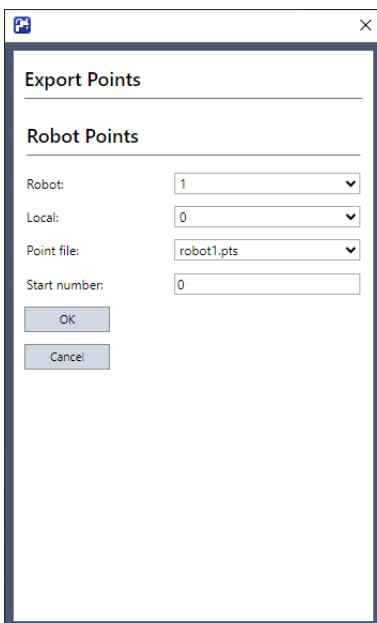 Export Points
Robot Points
Robot: 1
Local: 0
Point file: robot1.pts
Start number: 0
OK
Cancel